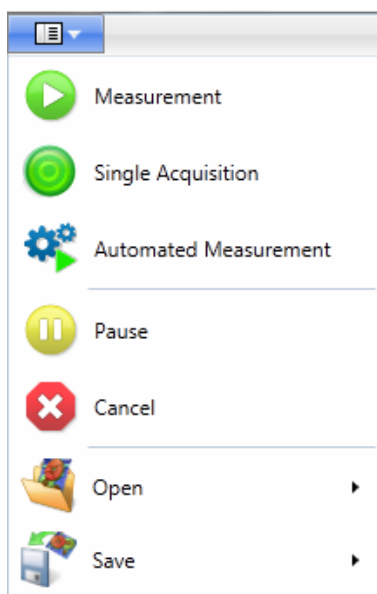 Measurement
Single Acquisition
Automated Measurement
Pause
Cancel
Open
Save